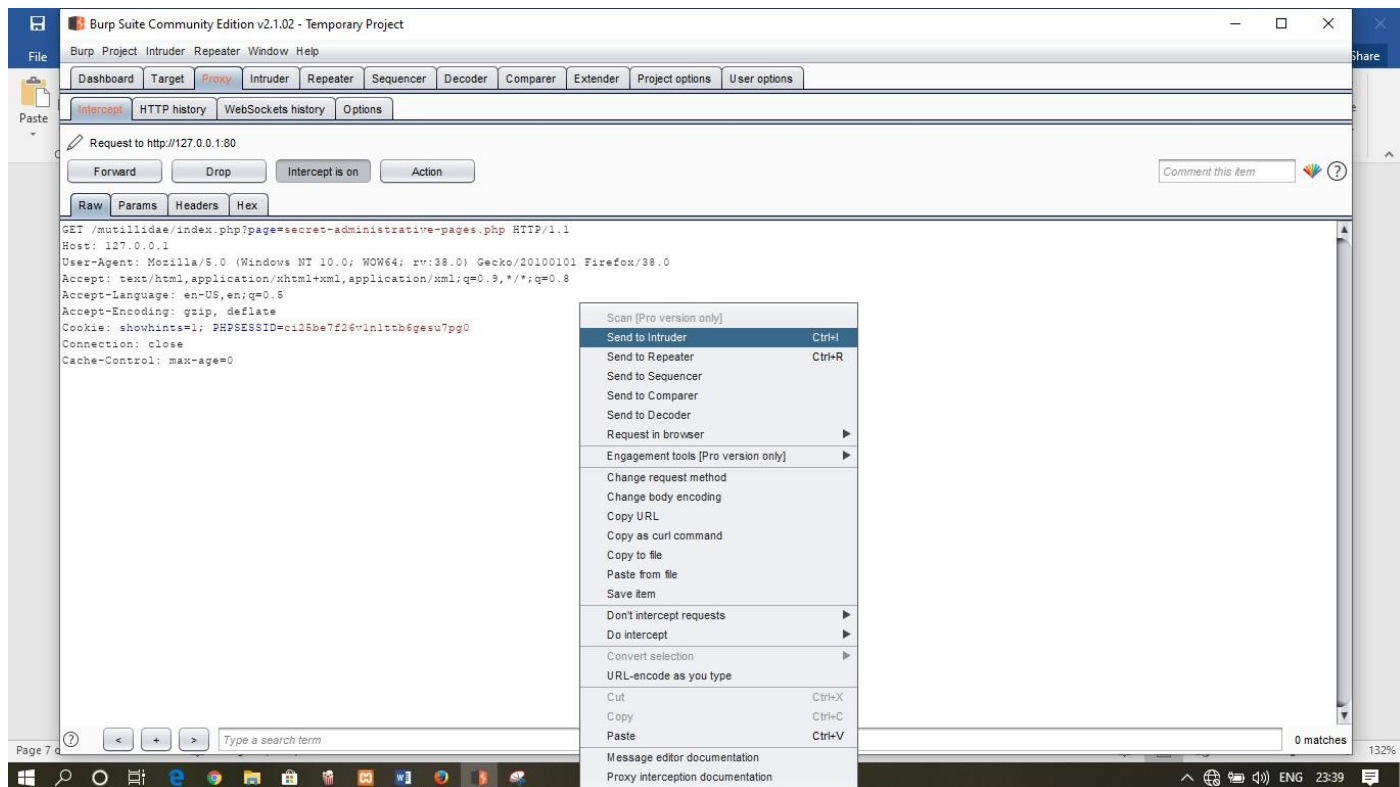 Burp Suite Community Edition v2.1.02 - Temporary Project
File
Share
Burp Project Intruder Repeater Window Help
Dashboard Target Proxy Intruder Repeater Sequencer Decoder Comparer Extender Project options User options
Paste
Intercept HTTP history WebSockets history Options
Request to http://127.0.0.1:80
Forward Drop Intercept is on Action Comment this item
Raw Params Headers Hex
GET /mutillidae/index.php?page=secret-administrative-pages.php HTTP/1.1
Host: 127.0.0.1
User-Agent: Mozilla/5.0 (Windows NT 10.0; WOW64; rv:38.0) Gecko/20100101 Firefox/38.0
Accept: text/html,application/xhtml+xml,application/xml;q=0.9,*/*;q=0.8
Accept-Language: en-US,en;q=0.5
Accept-Encoding: gzip, deflate
Cookie: showhints=1; PHPSESSID=ci25be7f26v1n1ttb6gesu7pg0
Connection: close
Cache-Control: max-age=0
Scan [Pro version only]
Send to Intruder Ctrl+I
Send to Repeater Ctrl+R
Send to Sequencer
Send to Comparer
Send to Decoder
Request in browser
Engagement tools [Pro version only]
Change request method
Change body encoding
Copy URL
Copy as curl command
Copy to file
Paste from file
Save item
Don't intercept requests
Do intercept
Convert selection
URL-encode as you type
Cut Ctrl+X
Copy Ctrl+C
Paste Ctrl+V
Message editor documentation
Proxy interception documentation
? < + > Type a search term 0 matches
Page 7 132%
ENG 23:39